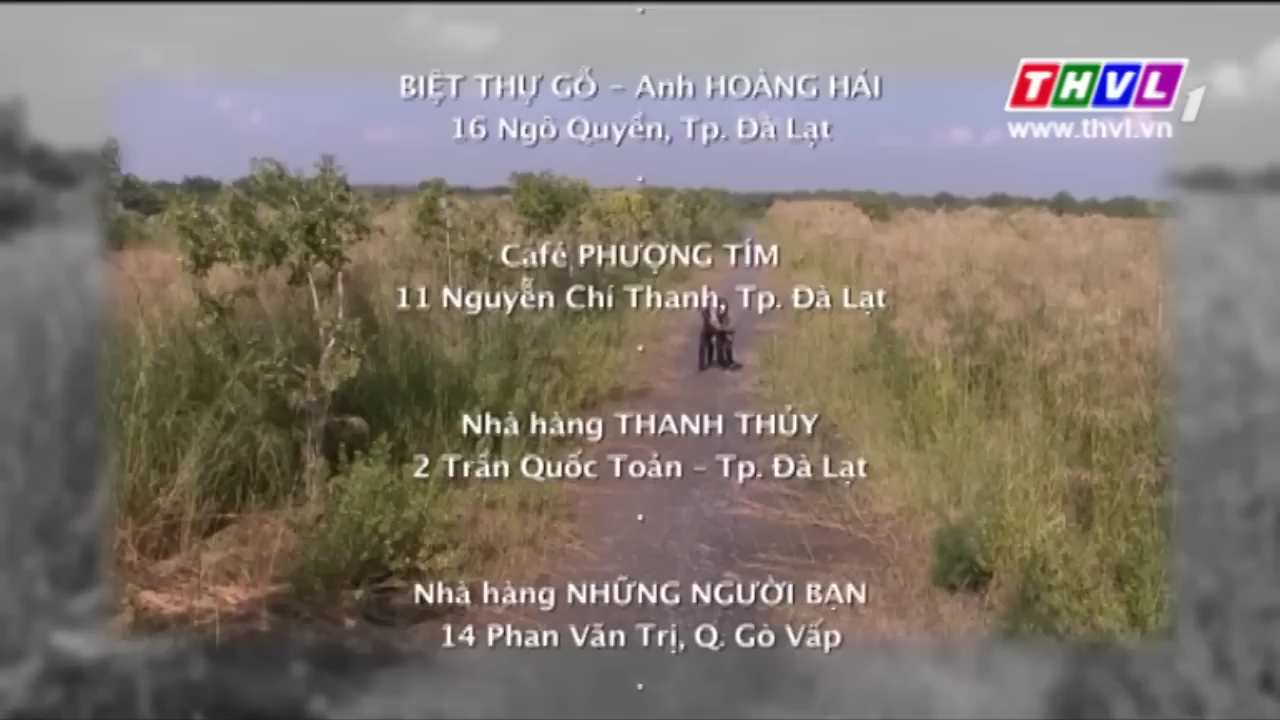 BIỆT THỰ GỖ – Anh HOÀNG HẢI
16 Ngô Quyền, Tp. Đà Lạt
Café PHƯỢNG TÍM
11 Nguyễn Chí Thanh, Tp. Đà Lạt
Nhà hàng THANH THỦY
2 Trần Quốc Toản – Tp. Đà Lạt
Nhà hàng NHỮNG NGƯỜI BẠN
14 Phan Văn Trị, Q. Gò Vấp
THVL1
www.thvl.vn